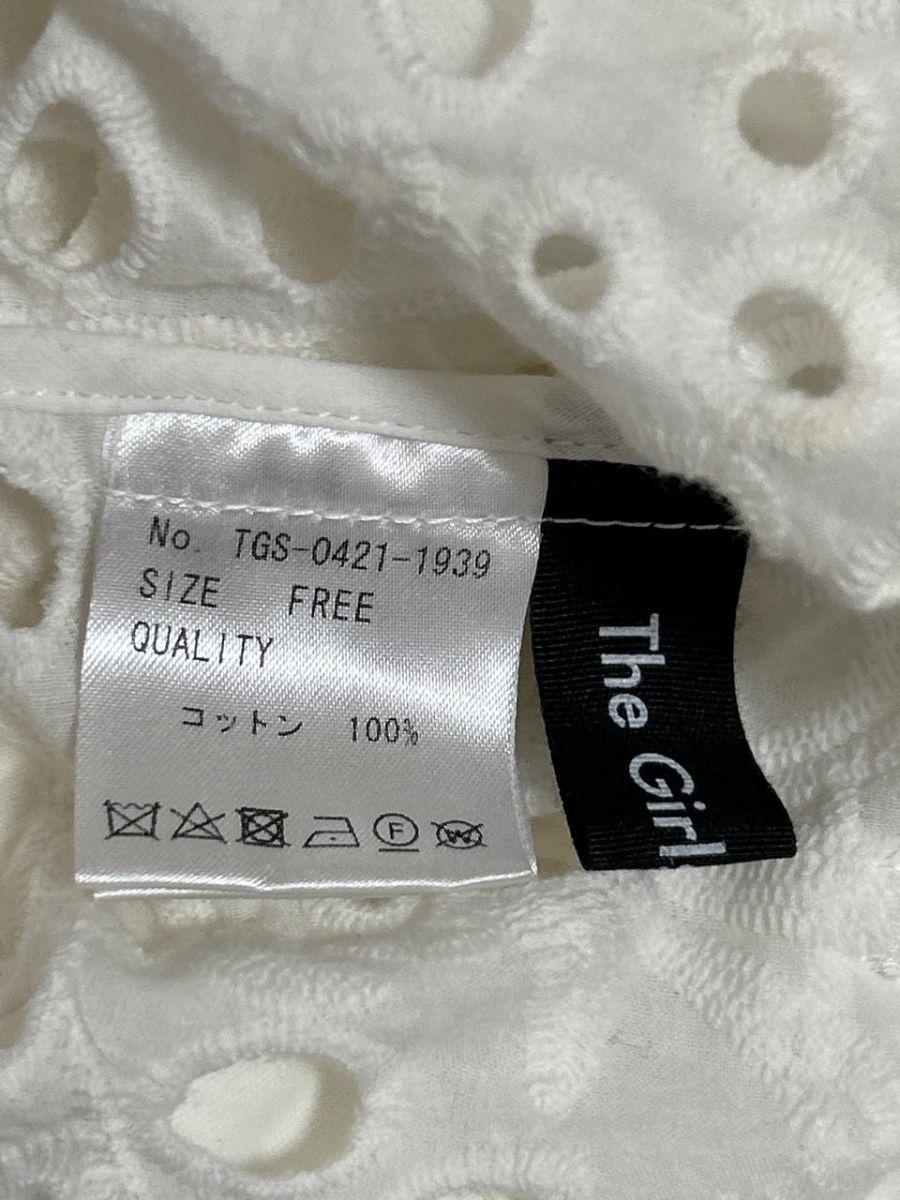 No. TGS-0421-1939
SIZE FREE
QUALITY
コットン 100%
F
W
The Girl